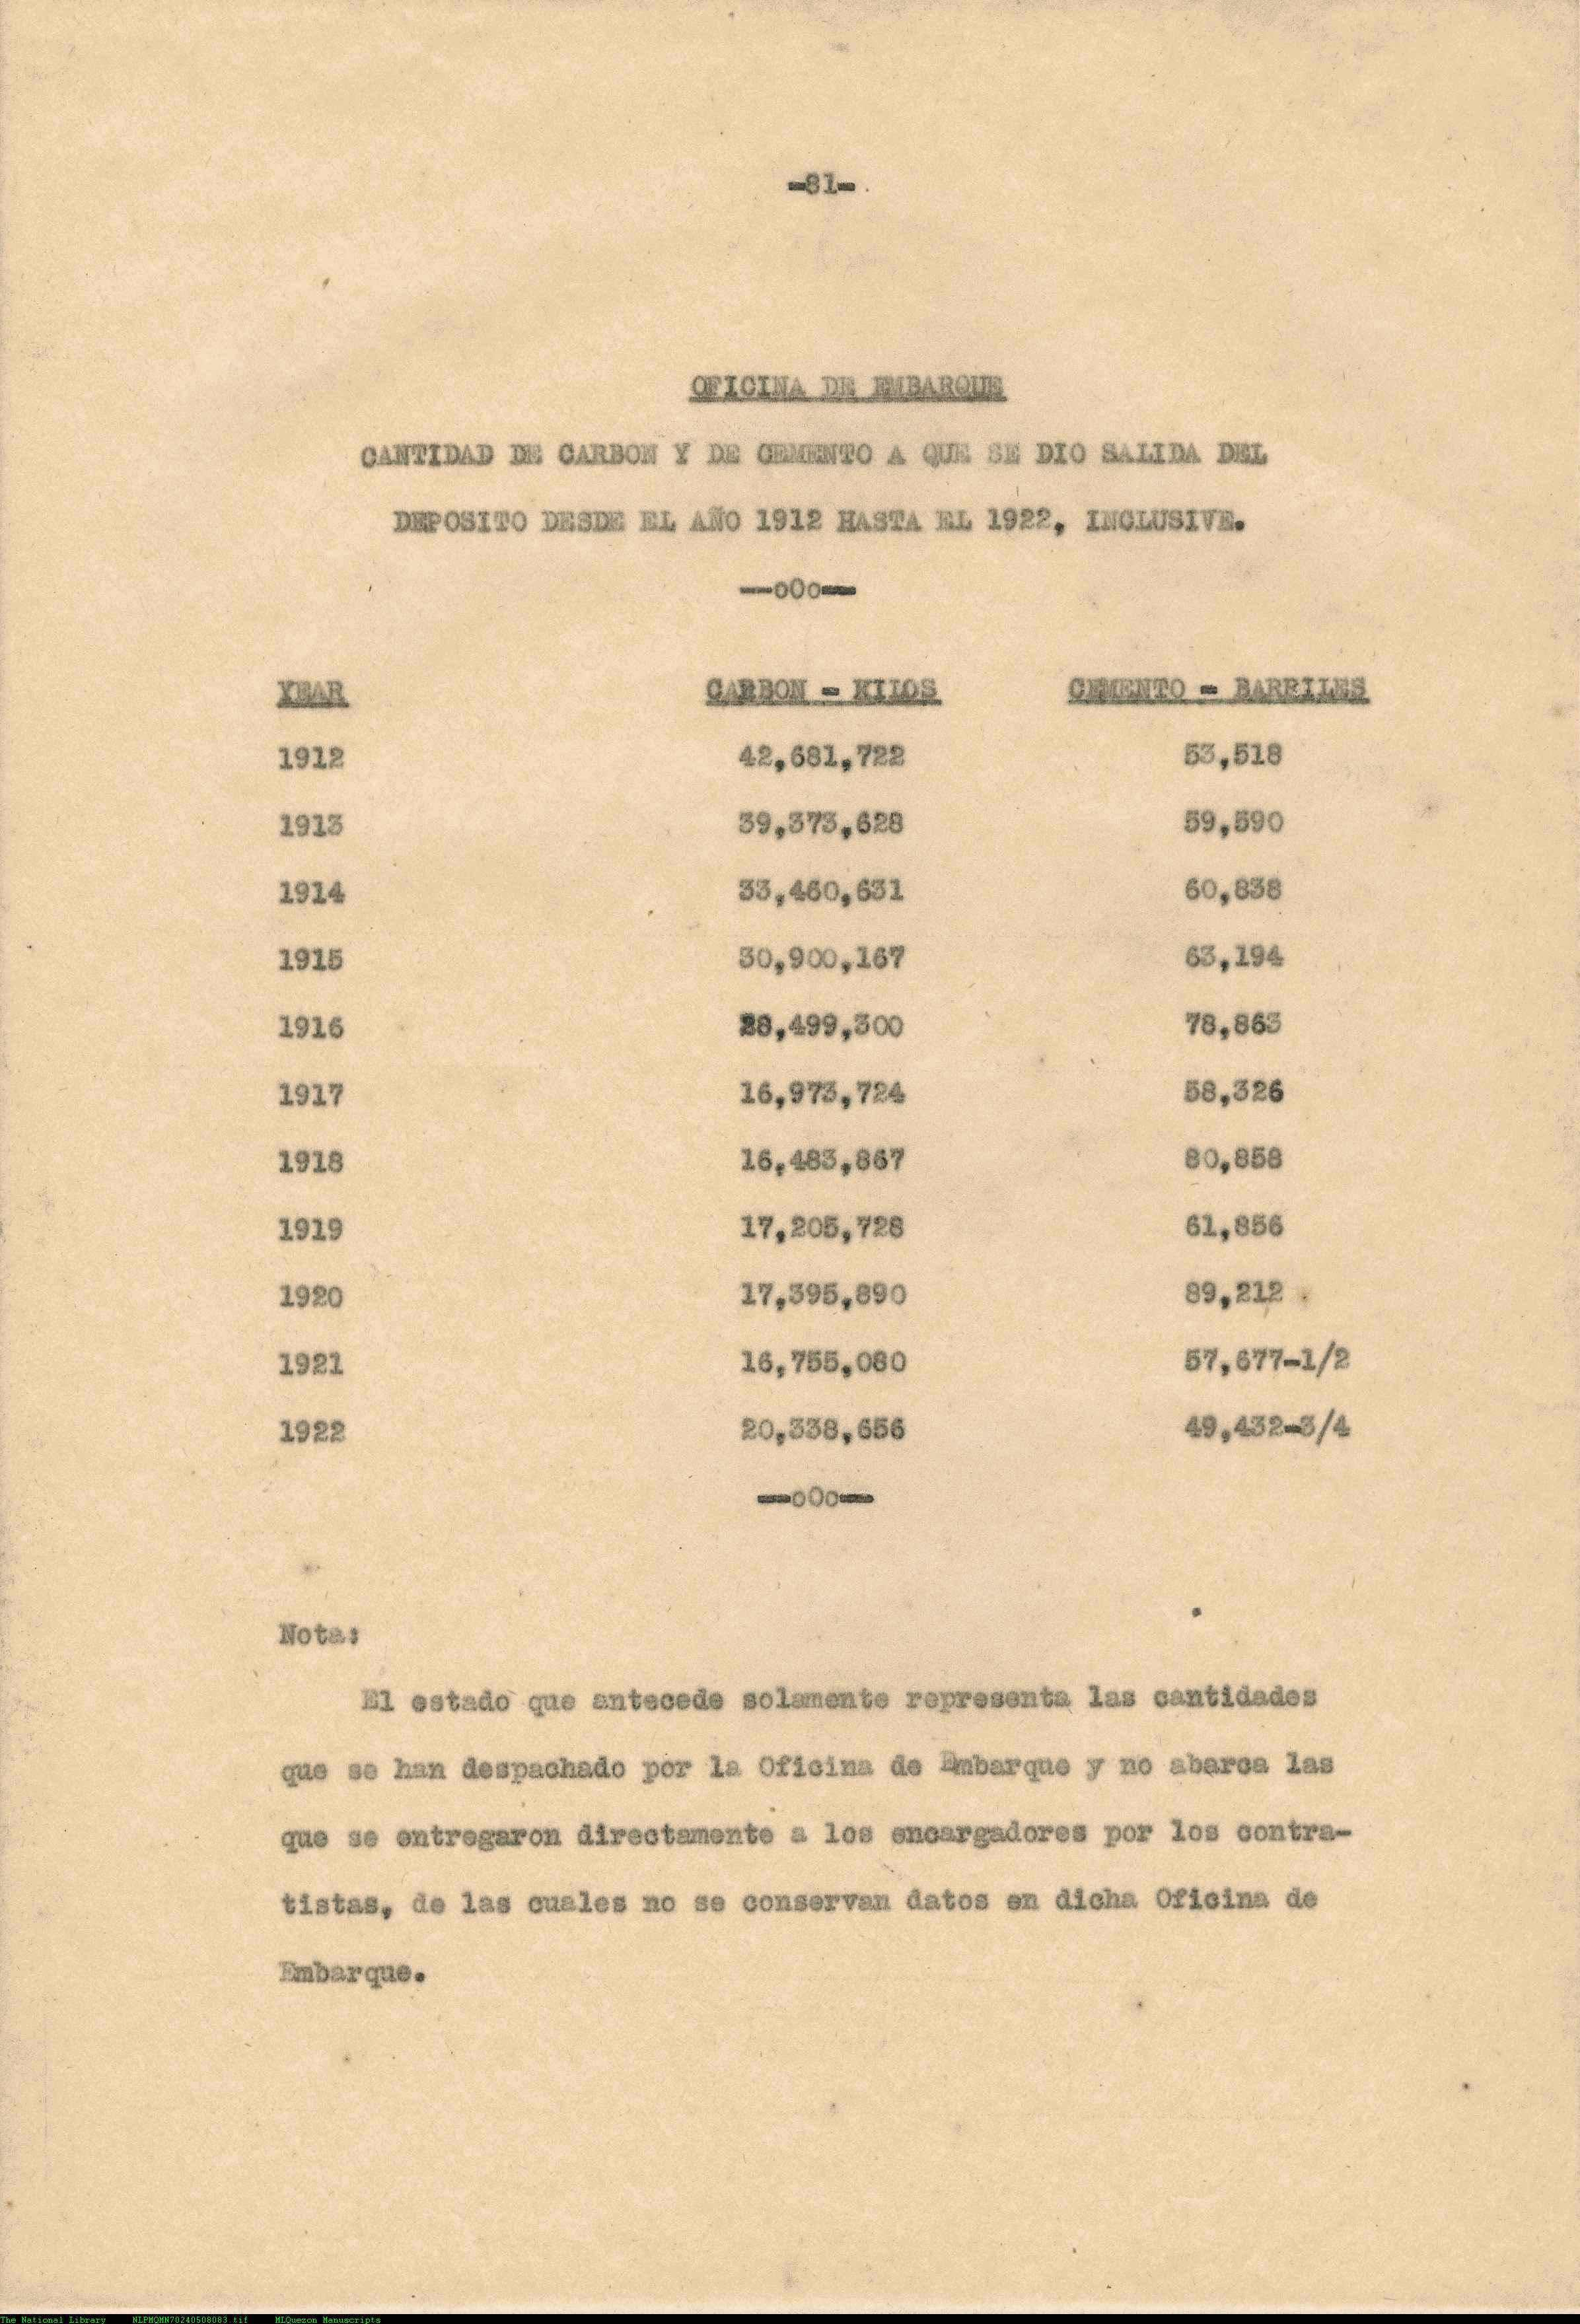 -81-
OFICINA DE EMBARQUE
CANTIDAD DE CARBON Y DE CEMENTO A QUE SE DIO SALIDA DEL
DEPOSITO DESDE EL AÑO 1912 HASTA EL 1922, INCLUSIVE.
--oOo--
YEAR CARBON - KILOS CEMENTO - BARRILES
1912 42,681,722 53,518
1913 39,373,628 59,590
1914 33,460,631 60,838
1915 30,900,167 63,194
1916 28,499,300 78,863
1917 16,973,724 58,326
1918 16,483,867 80,858
1919 17,205,728 61,856
1920 17,395,890 89,212
1921 16,755,080 57,677-1/2
1922 20,338,656 49,432-3/4
--oOo--
Nota:
El estado que antecede solamente representa las cantidades
que se han despachado por la Oficina de Embarque y no abarca las
que se entregaron directamente a los encargadores por los contra-
tistas, de las cuales no se conservan datos en dicha Oficina de
Embarque.
The National Library NLPMQMN70240508083.tif MLQuezon Manuscripts